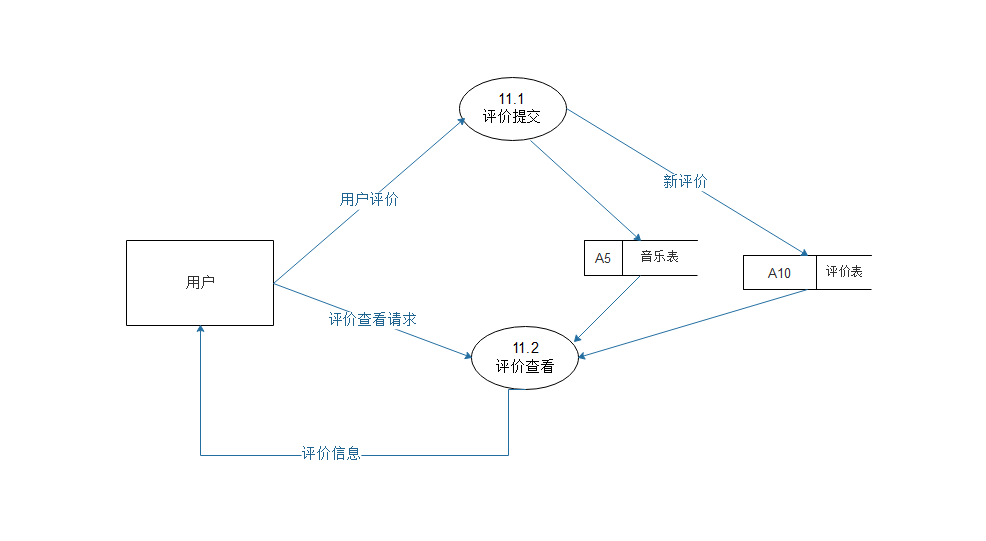 11.1
评价提交
新评价
用户评价
A5
音乐表
A10
评价表
用户
评价查看请求
11.2
评价查看
评价信息